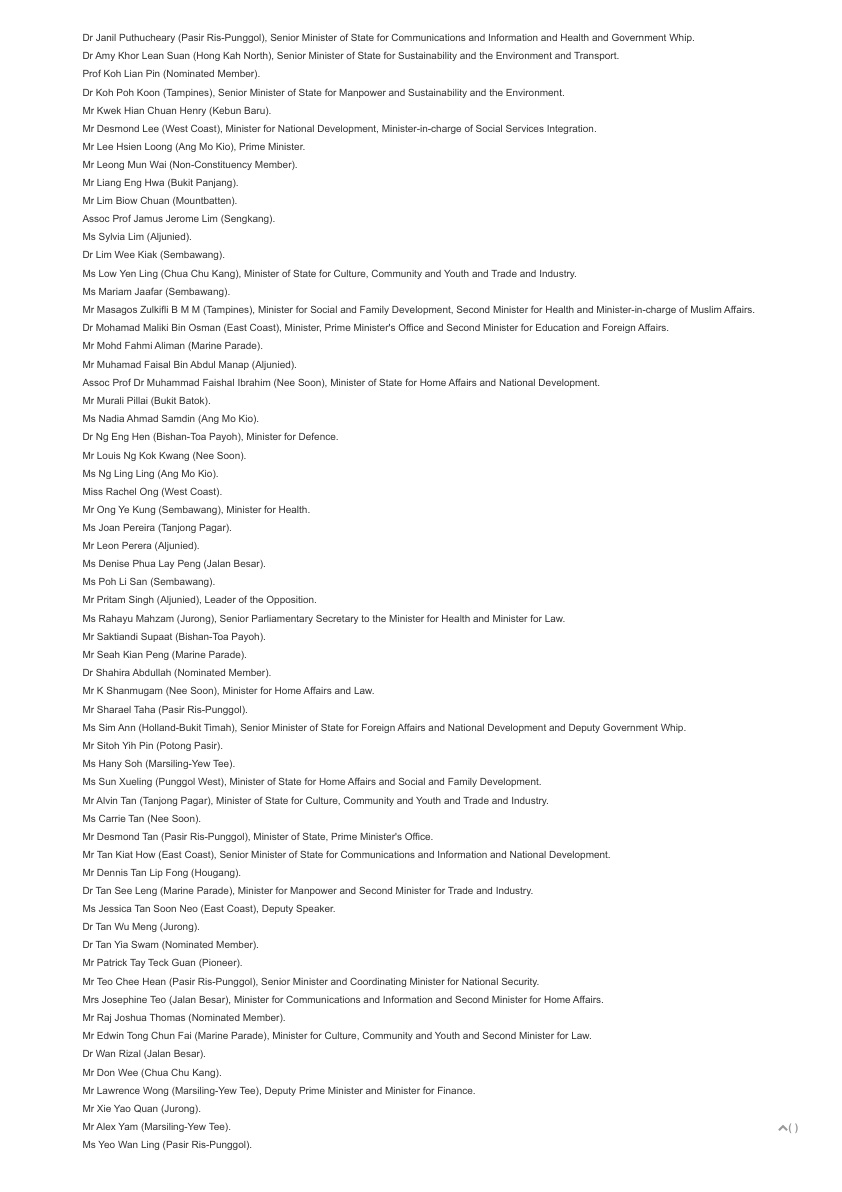 Dr Janil Puthucheary (Pasir Ris-Punggol), Senior Minister of State for Communications and Information and Health and Government Whip.
Dr Amy Khor Lean Suan (Hong Kah North), Senior Minister of State for Sustainability and the Environment and Transport.
Prof Koh Lian Pin (Nominated Member).
Dr Koh Poh Koon (Tampines), Senior Minister of State for Manpower and Sustainability and the Environment.
Mr Kwek Hian Chuan Henry (Kebun Baru).
Mr Desmond Lee (West Coast), Minister for National Development, Minister-in-charge of Social Services Integration.
Mr Lee Hsien Loong (Ang Mo Kio), Prime Minister.
Mr Leong Mun Wai (Non-Constituency Member).
Mr Liang Eng Hwa (Bukit Panjang).
Mr Lim Biow Chuan (Mountbatten).
Assoc Prof Jamus Jerome Lim (Sengkang).
Ms Sylvia Lim (Aljunied).
Dr Lim Wee Kiak (Sembawang).
Ms Low Yen Ling (Chua Chu Kang), Minister of State for Culture, Community and Youth and Trade and Industry.
Ms Mariam Jaafar (Sembawang).
Mr Masagos Zulkifli B M M (Tampines), Minister for Social and Family Development, Second Minister for Health and Minister-in-charge of Muslim Affairs.
Dr Mohamad Maliki Bin Osman (East Coast), Minister, Prime Minister's Office and Second Minister for Education and Foreign Affairs.
Mr Mohd Fahmi Aliman (Marine Parade).
Mr Muhamad Faisal Bin Abdul Manap (Aljunied).
Assoc Prof Dr Muhammad Faishal Ibrahim (Nee Soon), Minister of State for Home Affairs and National Development.
Mr Murali Pillai (Bukit Batok).
Ms Nadia Ahmad Samdin (Ang Mo Kio).
Dr Ng Eng Hen (Bishan-Toa Payoh), Minister for Defence.
Mr Louis Ng Kok Kwang (Nee Soon).
Ms Ng Ling Ling (Ang Mo Kio).
Miss Rachel Ong (West Coast).
Mr Ong Ye Kung (Sembawang), Minister for Health.
Ms Joan Pereira (Tanjong Pagar).
Mr Leon Perera (Aljunied).
Ms Denise Phua Lay Peng (Jalan Besar).
Ms Poh Li San (Sembawang).
Mr Pritam Singh (Aljunied), Leader of the Opposition.
Ms Rahayu Mahzam (Jurong), Senior Parliamentary Secretary to the Minister for Health and Minister for Law.
Mr Saktiandi Supaat (Bishan-Toa Payoh).
Mr Seah Kian Peng (Marine Parade).
Dr Shahira Abdullah (Nominated Member).
Mr K Shanmugam (Nee Soon), Minister for Home Affairs and Law.
Mr Sharael Taha (Pasir Ris-Punggol).
Ms Sim Ann (Holland-Bukit Timah), Senior Minister of State for Foreign Affairs and National Development and Deputy Government Whip.
Mr Sitoh Yih Pin (Potong Pasir).
Ms Hany Soh (Marsiling-Yew Tee).
Ms Sun Xueling (Punggol West), Minister of State for Home Affairs and Social and Family Development.
Mr Alvin Tan (Tanjong Pagar), Minister of State for Culture, Community and Youth and Trade and Industry.
Ms Carrie Tan (Nee Soon).
Mr Desmond Tan (Pasir Ris-Punggol), Minister of State, Prime Minister's Office.
Mr Tan Kiat How (East Coast), Senior Minister of State for Communications and Information and National Development.
Mr Dennis Tan Lip Fong (Hougang).
Dr Tan See Leng (Marine Parade), Minister for Manpower and Second Minister for Trade and Industry.
Ms Jessica Tan Soon Neo (East Coast), Deputy Speaker.
Dr Tan Wu Meng (Jurong).
Dr Tan Yia Swam (Nominated Member).
Mr Patrick Tay Teck Guan (Pioneer).
Mr Teo Chee Hean (Pasir Ris-Punggol), Senior Minister and Coordinating Minister for National Security.
Mrs Josephine Teo (Jalan Besar), Minister for Communications and Information and Second Minister for Home Affairs.
Mr Raj Joshua Thomas (Nominated Member).
Mr Edwin Tong Chun Fai (Marine Parade), Minister for Culture, Community and Youth and Second Minister for Law.
Dr Wan Rizal (Jalan Besar).
Mr Don Wee (Chua Chu Kang).
Mr Lawrence Wong (Marsiling-Yew Tee), Deputy Prime Minister and Minister for Finance.
Mr Xie Yao Quan (Jurong).
Mr Alex Yam (Marsiling-Yew Tee).
( )
Ms Yeo Wan Ling (Pasir Ris-Punggol).